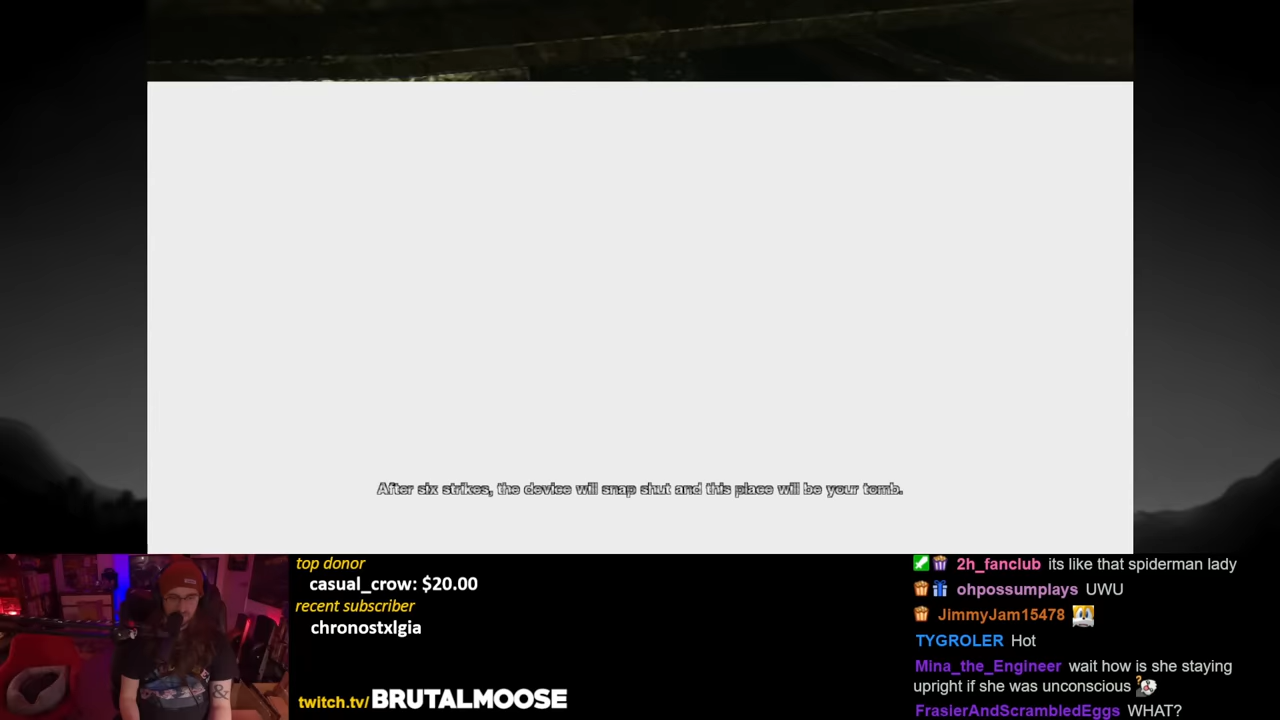 After six strikes, the device will snap shut and this place will be your tomb.
top donor
casual_crow: $20.00
recent subscriber
chronostxlgia
twitch.tv/BRUTALMOOSE
2h_fanclub its like that spiderman lady
ohpossumplays UWU
JimmyJam15478
TYGROLER Hot
Mina_the_Engineer wait how is she staying
upright if she was unconscious
FrasierAndScrambledEggs WHAT?